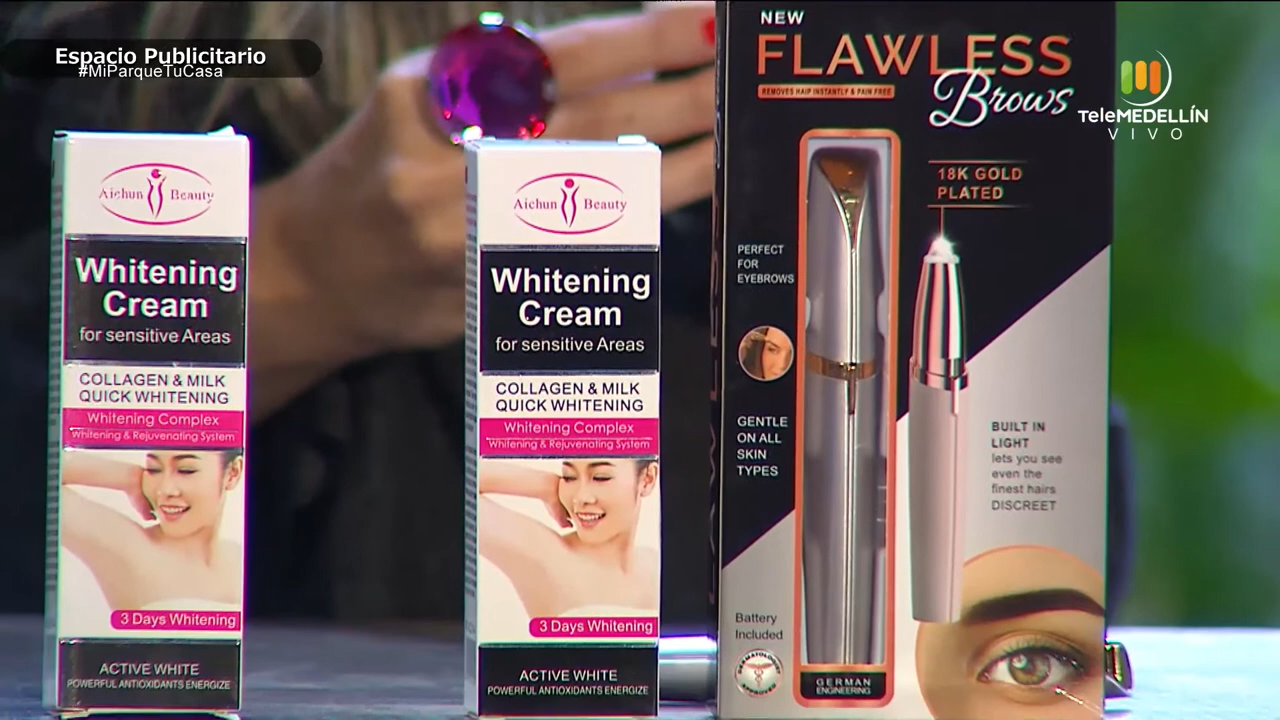 Espacio Publicitario
#MiParqueTuCasa
TeleMEDELLÍN
VIVO
Aichun Beauty
Whitening
Cream
for sensitive Areas
COLLAGEN & MILK
QUICK WHITENING
Whitening Complex
Whitening & Rejuvenating System
3 Days Whitening
ACTIVE WHITE
POWERFUL ANTIOXIDANTS ENERGIZE
Aichun Beauty
Whitening
Cream
for sensitive Areas
COLLAGEN & MILK
QUICK WHITENING
Whitening Complex
Whitening & Rejuvenating System
3 Days Whitening
ACTIVE WHITE
POWERFUL ANTIOXIDANTS ENERGIZE
NEW
FLAWLESS
REMOVES HAIR INSTANTLY & PAIN FREE
Brows
18K GOLD
PLATED
PERFECT
FOR
EYEBROWS
GENTLE
ON ALL
SKIN
TYPES
BUILT IN
LIGHT
lets you see
even the
finest hairs
DISCREET
Battery
Included
GERMAN
ENGINEERING